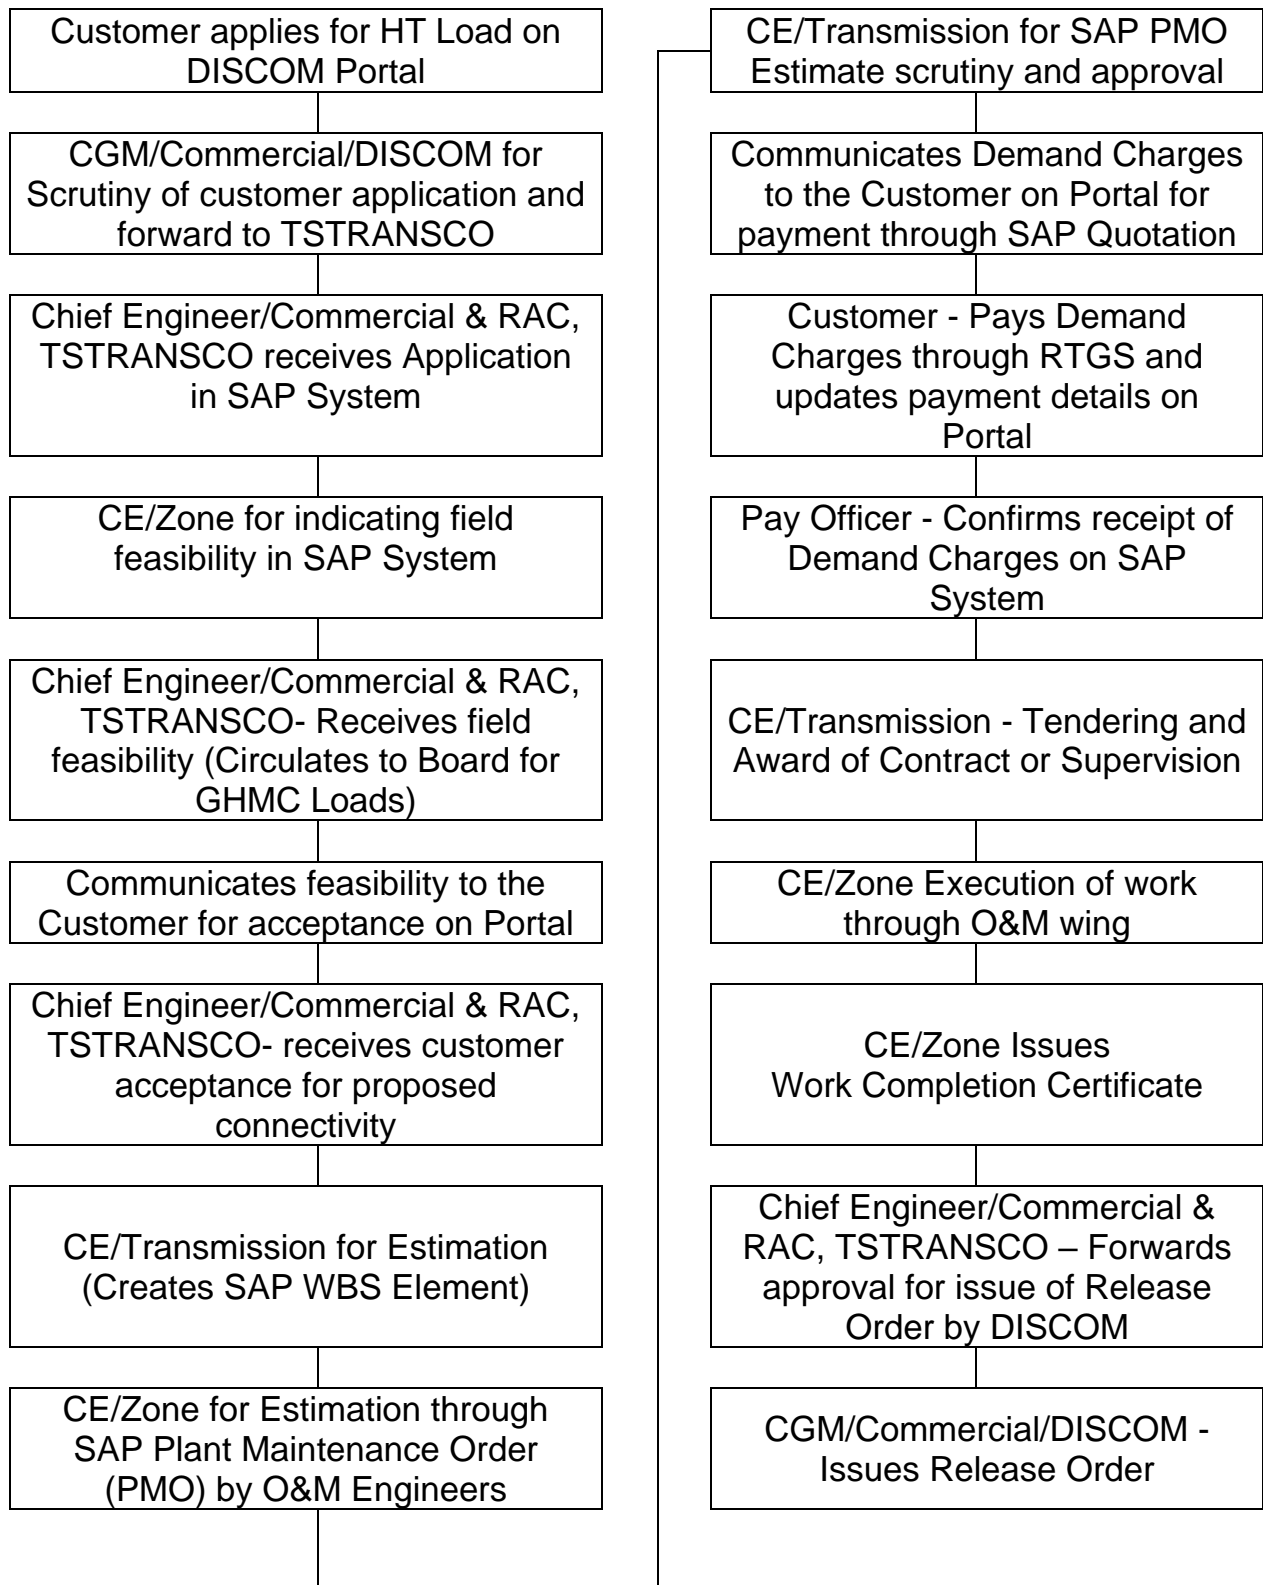 Customer applies for HT Load on
DISCOM Portal
CGM/Commercial/DISCOM for
Scrutiny of customer application and
forward to TSTRANSCO
Chief Engineer/Commercial & RAC,
TSTRANSCO receives Application
in SAP System
CE/Zone for indicating field
feasibility in SAP System
Chief Engineer/Commercial & RAC,
TSTRANSCO- Receives field
feasibility (Circulates to Board for
GHMC Loads)
Communicates feasibility to the
Customer for acceptance on Portal
Chief Engineer/Commercial & RAC,
TSTRANSCO- receives customer
acceptance for proposed
connectivity
CE/Transmission for Estimation
(Creates SAP WBS Element)
CE/Zone for Estimation through
SAP Plant Maintenance Order
(PMO) by O&M Engineers
CE/Transmission for SAP PMO
Estimate scrutiny and approval
Communicates Demand Charges
to the Customer on Portal for
payment through SAP Quotation
Customer - Pays Demand
Charges through RTGS and
updates payment details on
Portal
Pay Officer - Confirms receipt of
Demand Charges on SAP
System
CE/Transmission - Tendering and
Award of Contract or Supervision
CE/Zone Execution of work
through O&M wing
CE/Zone Issues
Work Completion Certificate
Chief Engineer/Commercial &
RAC, TSTRANSCO – Forwards
approval for issue of Release
Order by DISCOM
CGM/Commercial/DISCOM -
Issues Release Order